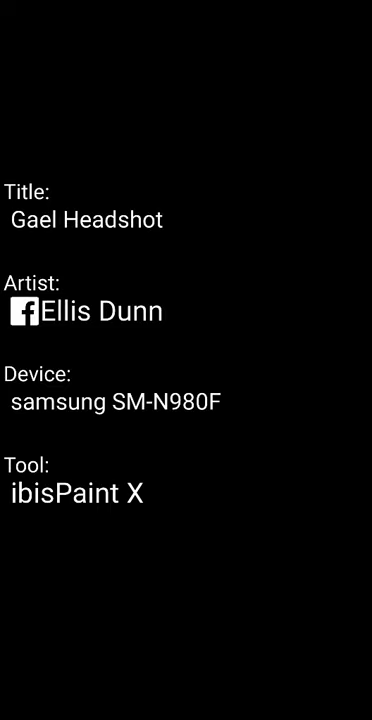 Title:
Gael Headshot
Artist:
Ellis Dunn
Device:
samsung SM-N980F
Tool:
ibisPaint X